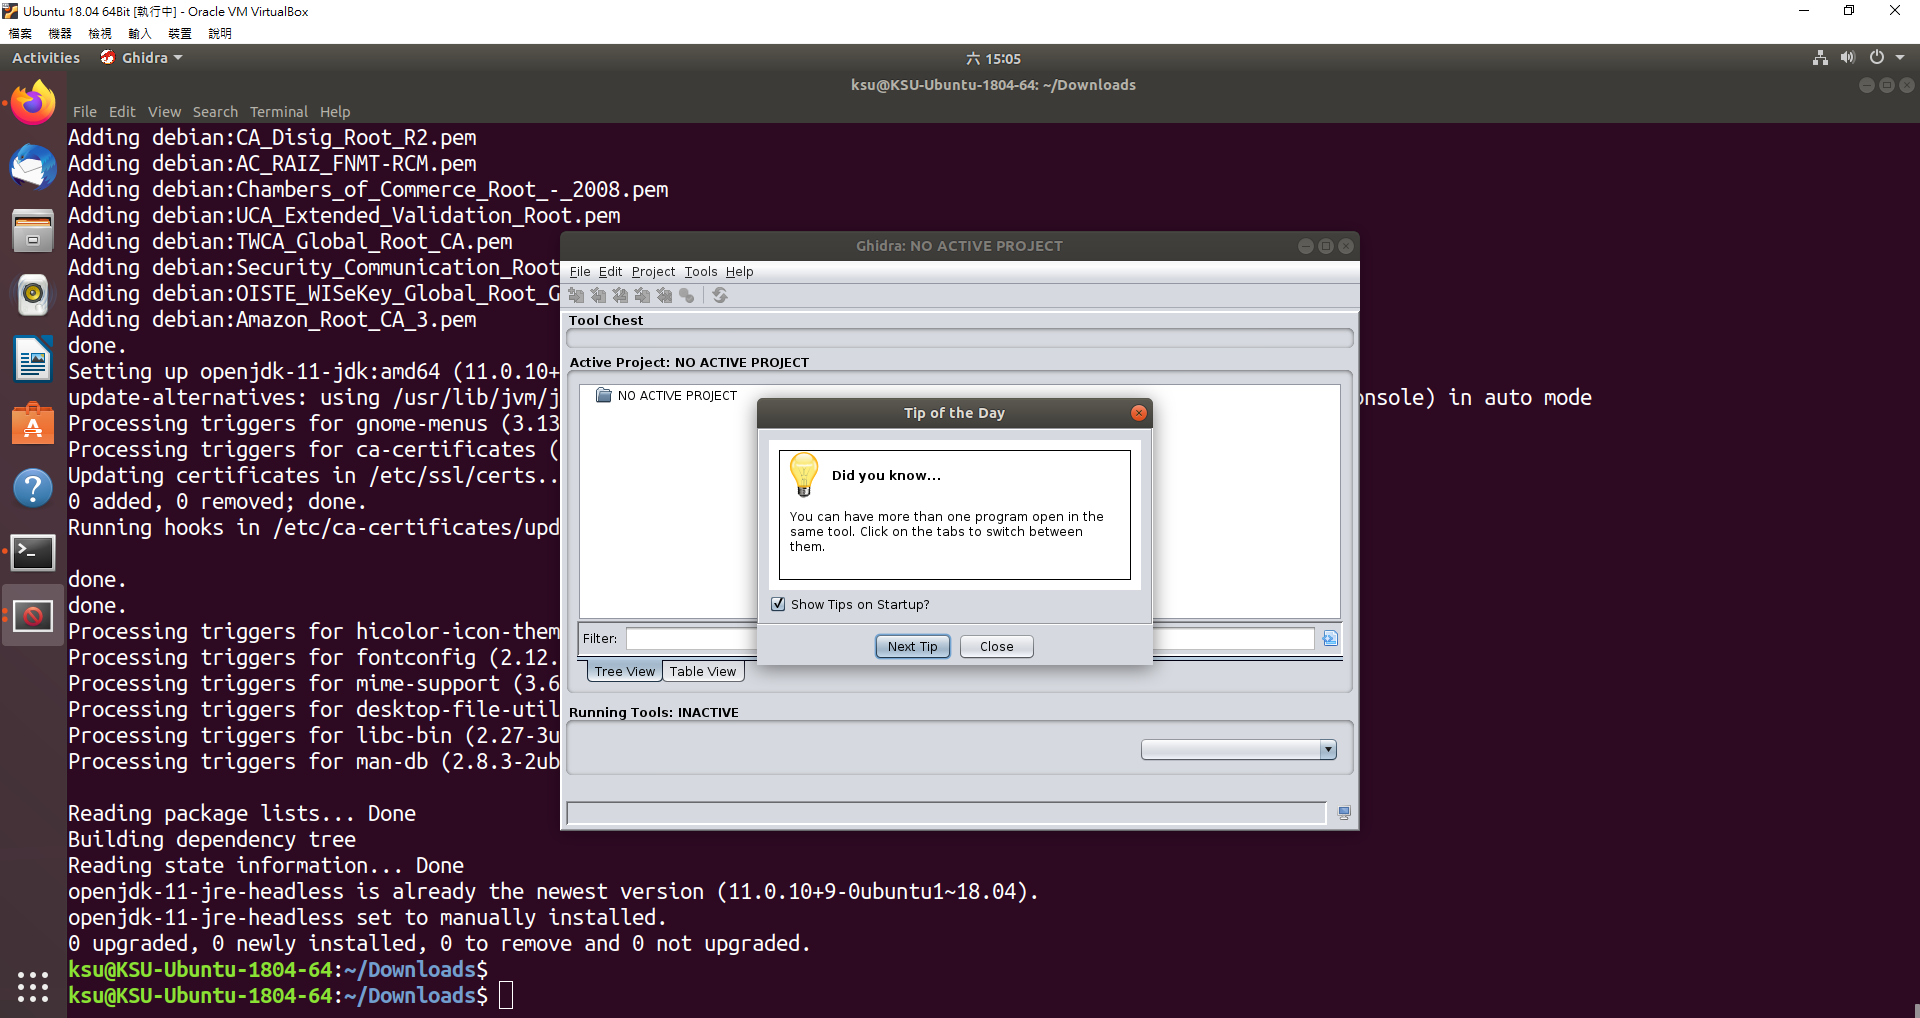 Ubuntu 18.04 64Bit [執行中] - Oracle VM VirtualBox
檔案 機器 檢視 輸入 裝置 說明
Activities Ghidra 六 15:05
ksu@KSU-Ubuntu-1804-64: ~/Downloads
File Edit View Search Terminal Help
Adding debian:CA_Disig_Root_R2.pem
Adding debian:AC_RAIZ_FNMT-RCM.pem
Adding debian:Chambers_of_Commerce_Root_-_2008.pem
Adding debian:UCA_Extended_Validation_Root.pem
Adding debian:TWCA_Global_Root_CA.pem
Adding debian:Security_Communication_Root
Adding debian:OISTE_WISeKey_Global_Root_G
Adding debian:Amazon_Root_CA_3.pem
done.
Setting up openjdk-11-jdk:amd64 (11.0.10+
update-alternatives: using /usr/lib/jvm/j
onsole) in auto mode
Processing triggers for gnome-menus (3.13
Processing triggers for ca-certificates (
Updating certificates in /etc/ssl/certs..
0 added, 0 removed; done.
Running hooks in /etc/ca-certificates/upd
done.
done.
Processing triggers for hicolor-icon-them
Processing triggers for fontconfig (2.12.
Processing triggers for mime-support (3.6
Processing triggers for desktop-file-util
Processing triggers for libc-bin (2.27-3u
Processing triggers for man-db (2.8.3-2ub
Reading package lists... Done
Building dependency tree
Reading state information... Done
openjdk-11-jre-headless is already the newest version (11.0.10+9-0ubuntu1~18.04).
openjdk-11-jre-headless set to manually installed.
0 upgraded, 0 newly installed, 0 to remove and 0 not upgraded.
ksu@KSU-Ubuntu-1804-64:~/Downloads$
ksu@KSU-Ubuntu-1804-64:~/Downloads$
Ghidra: NO ACTIVE PROJECT
File Edit Project Tools Help
Tool Chest
Active Project: NO ACTIVE PROJECT
NO ACTIVE PROJECT
Filter:
Tree View Table View
Running Tools: INACTIVE
Tip of the Day
Did you know...
You can have more than one program open in the
same tool. Click on the tabs to switch between
them.
Show Tips on Startup?
Next Tip Close